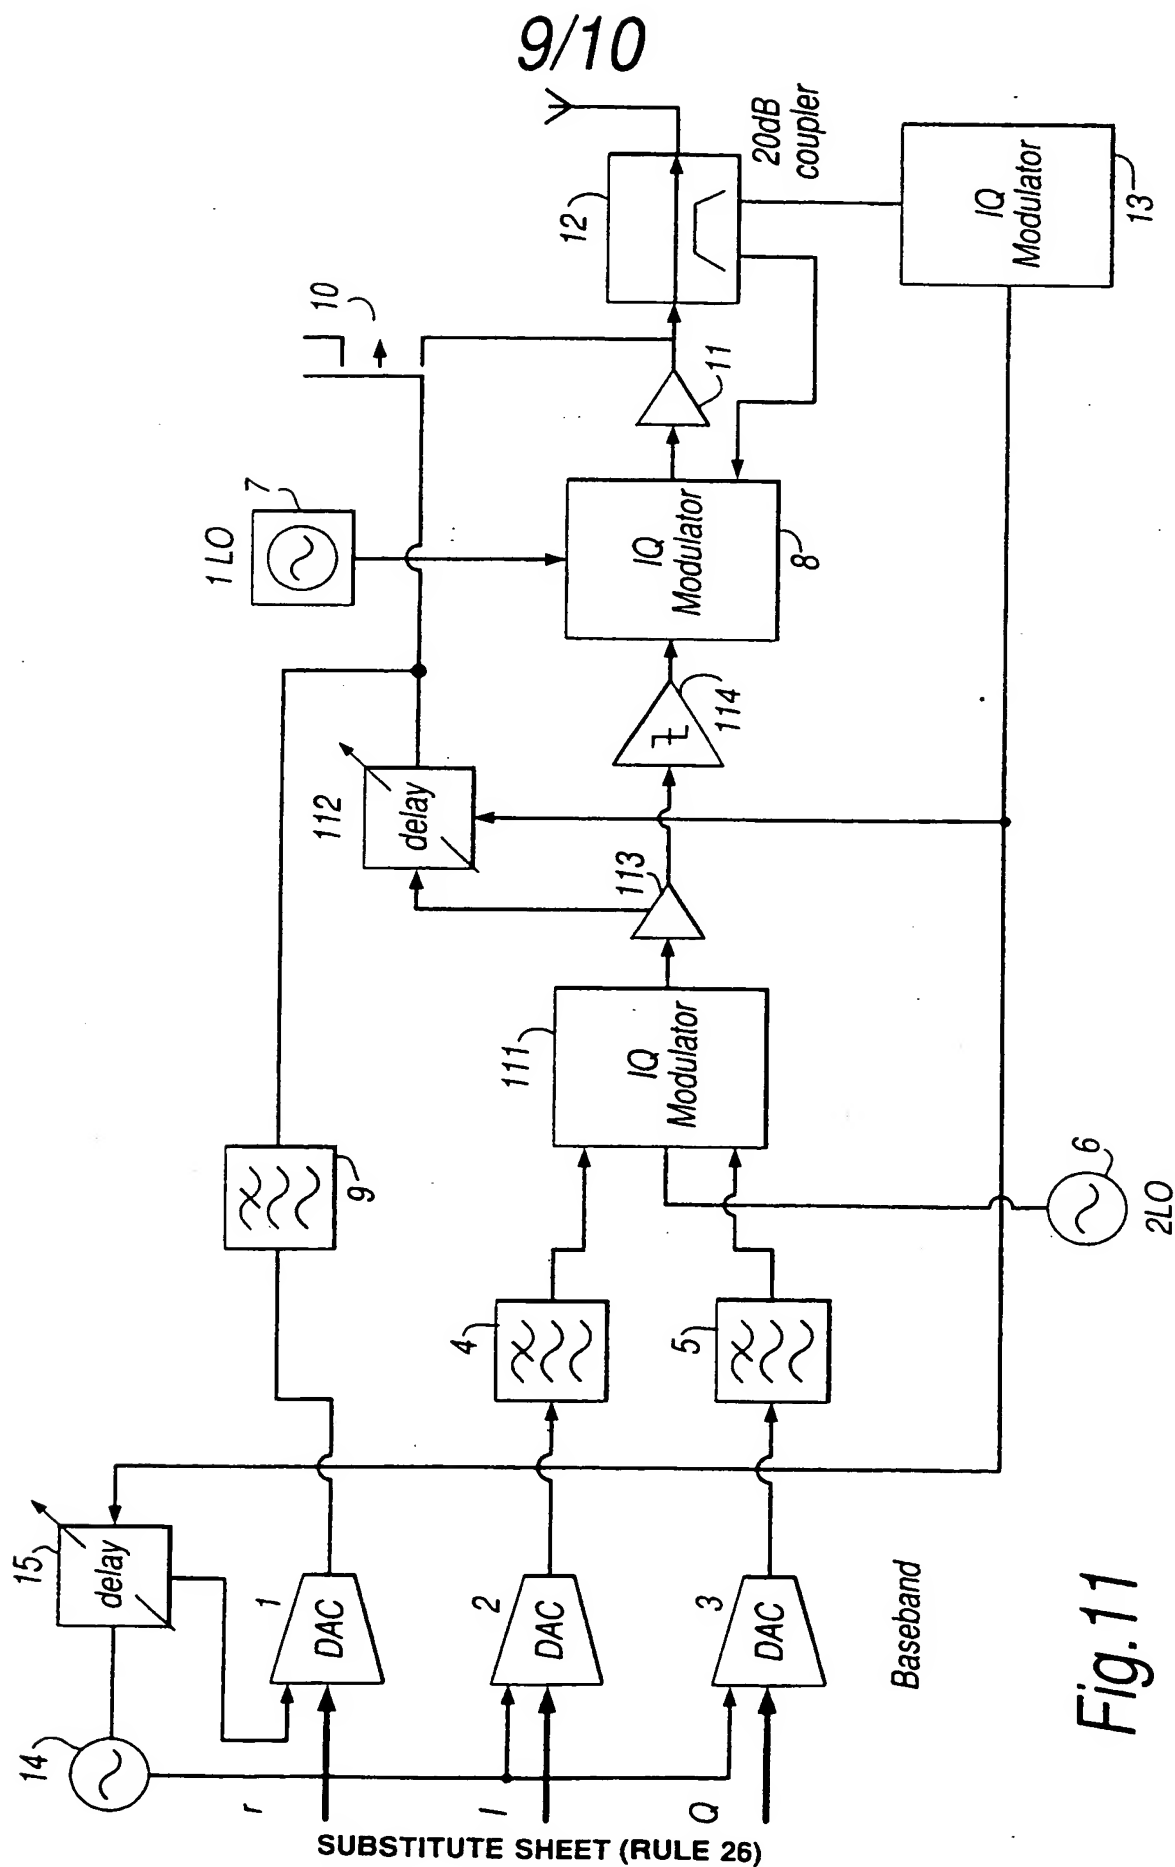 9/10
14
15
delay
r
1
DAC
I
2
DAC
Q
3
DAC
Baseband
9
4
5
111
IQ
Modulator
6
2LO
112
delay
113
114
1 LO
7
IQ
Modulator
8
10
11
12
20dB
coupler
IQ
Modulator
13
Fig.11
SUBSTITUTE SHEET (RULE 26)